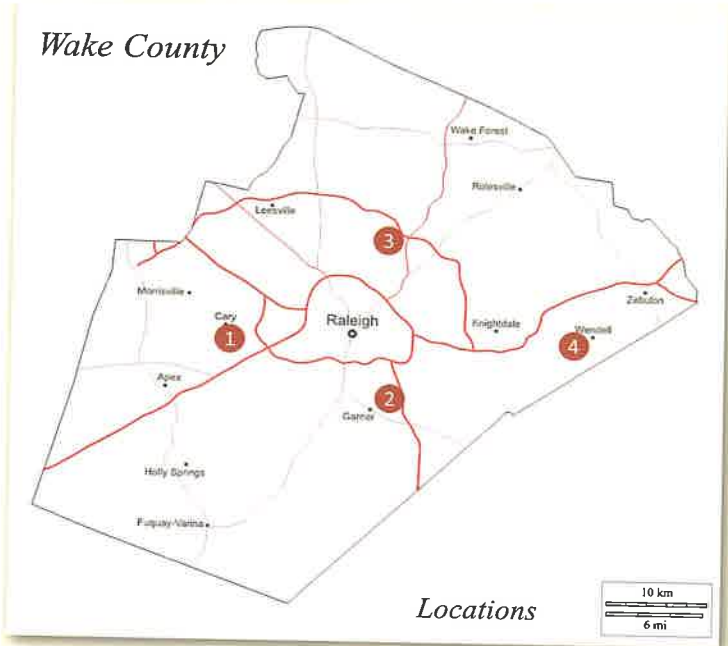 Wake County
Wake Forest
Rolesville
Leesville
3
Morrisville
Cary
1
Raleigh
Knightdale
Zebulon
Wendell
4
Apex
2
Garner
Holly Springs
Fuquay-Varina
Locations
10 km
6 mi